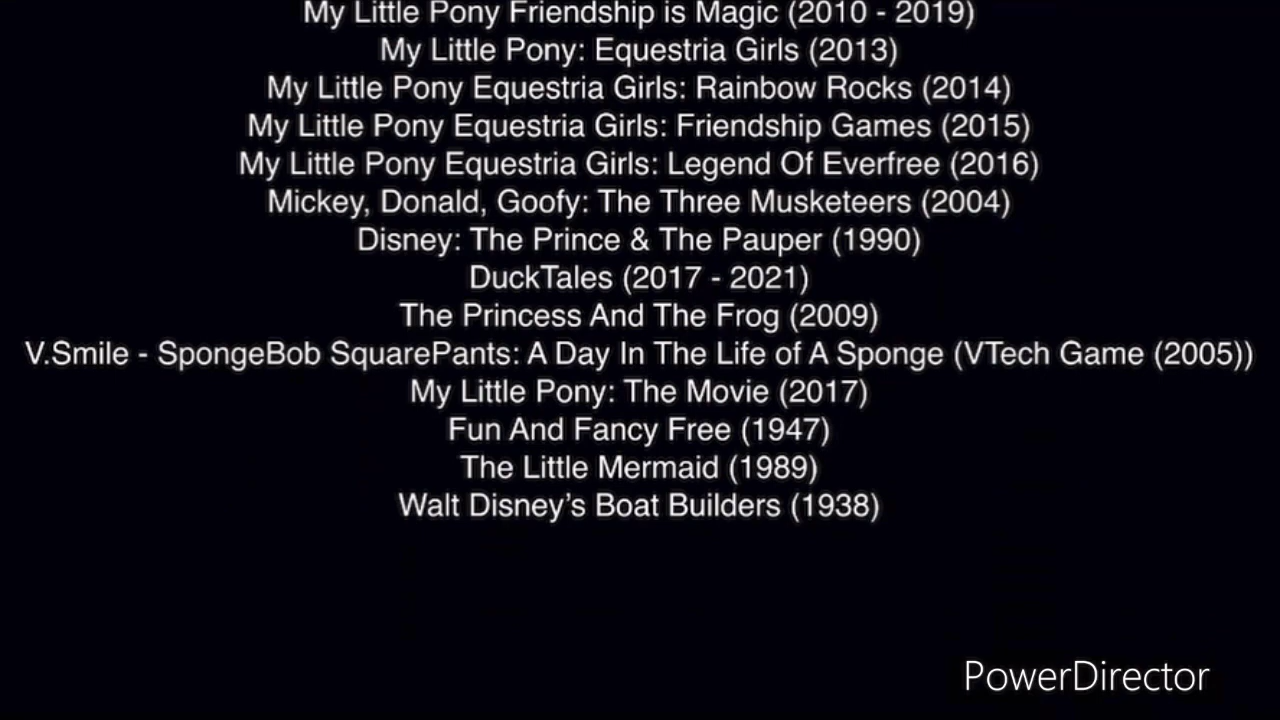 My Little Pony Friendship is Magic (2010 - 2019)
My Little Pony: Equestria Girls (2013)
My Little Pony Equestria Girls: Rainbow Rocks (2014)
My Little Pony Equestria Girls: Friendship Games (2015)
My Little Pony Equestria Girls: Legend Of Everfree (2016)
Mickey, Donald, Goofy: The Three Musketeers (2004)
Disney: The Prince & The Pauper (1990)
DuckTales (2017 - 2021)
The Princess And The Frog (2009)
V.Smile - SpongeBob SquarePants: A Day In The Life of A Sponge (VTech Game (2005))
My Little Pony: The Movie (2017)
Fun And Fancy Free (1947)
The Little Mermaid (1989)
Walt Disney’s Boat Builders (1938)
PowerDirector